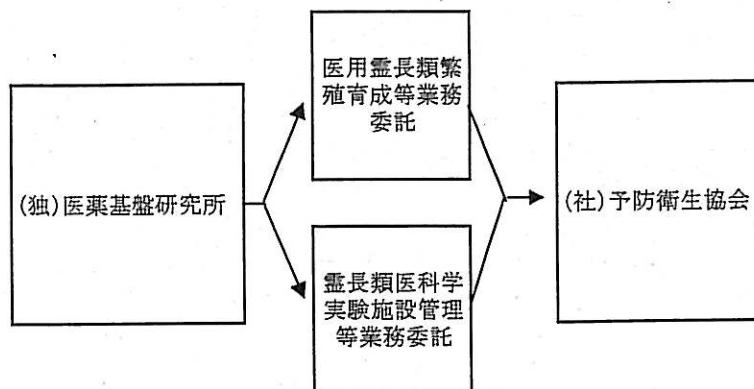 (独)医薬基盤研究所
医用霊長類繁
殖育成等業務
委託
霊長類医科学
実験施設管理
等業務委託
(社)予防衛生協会